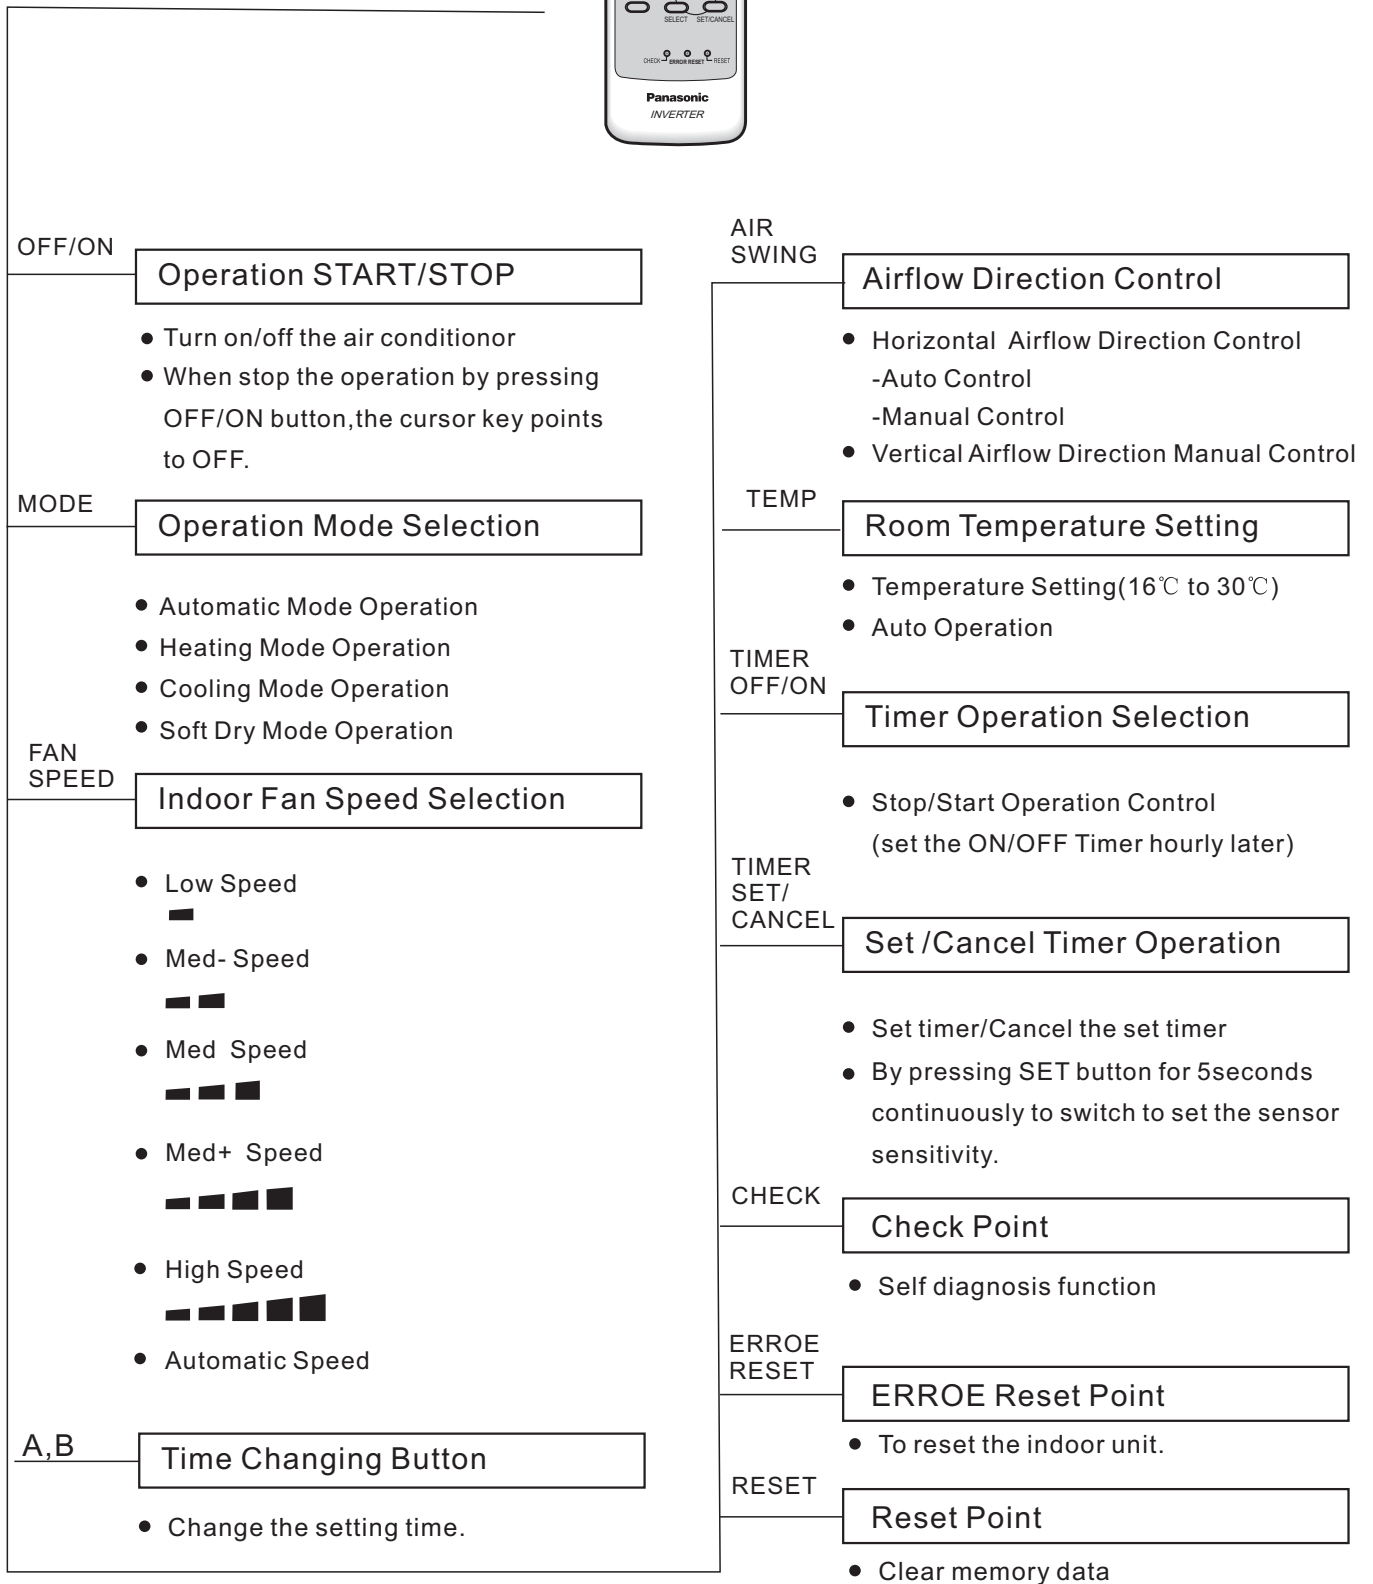 SELECT SET/CANCEL
CHECK ERROR RESET RESET
Panasonic
INVERTER
OFF/ON
Operation START/STOP
Turn on/off the air conditionor
When stop the operation by pressing
OFF/ON button,the cursor key points
to OFF.
MODE
Operation Mode Selection
Automatic Mode Operation
Heating Mode Operation
Cooling Mode Operation
Soft Dry Mode Operation
FAN
SPEED
Indoor Fan Speed Selection
Low Speed
Med- Speed
Med Speed
Med+ Speed
High Speed
Automatic Speed
A,B
Time Changing Button
Change the setting time.
AIR
SWING
Airflow Direction Control
Horizontal Airflow Direction Control
-Auto Control
-Manual Control
Vertical Airflow Direction Manual Control
TEMP
Room Temperature Setting
Temperature Setting(16℃ to 30℃)
Auto Operation
TIMER
OFF/ON
Timer Operation Selection
Stop/Start Operation Control
(set the ON/OFF Timer hourly later)
TIMER
SET/
CANCEL
Set /Cancel Timer Operation
Set timer/Cancel the set timer
By pressing SET button for 5seconds
continuously to switch to set the sensor
sensitivity.
CHECK
Check Point
Self diagnosis function
ERROE
RESET
ERROE Reset Point
To reset the indoor unit.
RESET
Reset Point
Clear memory data